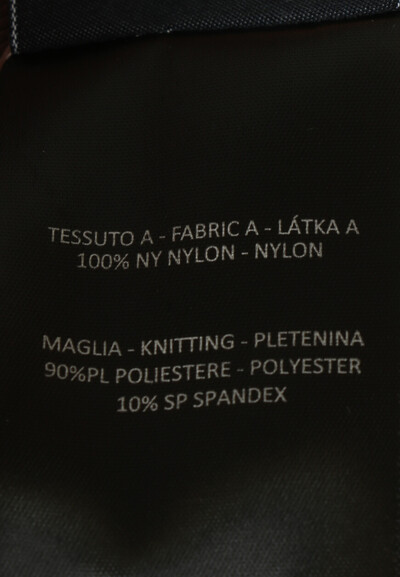 TESSUTO A - FABRIC A - LÁTKA A
100% NY NYLON - NYLON
MAGLIA - KNITTING - PLETENINA
90%PL POLIESTERE - POLYESTER
10% SP SPANDEX